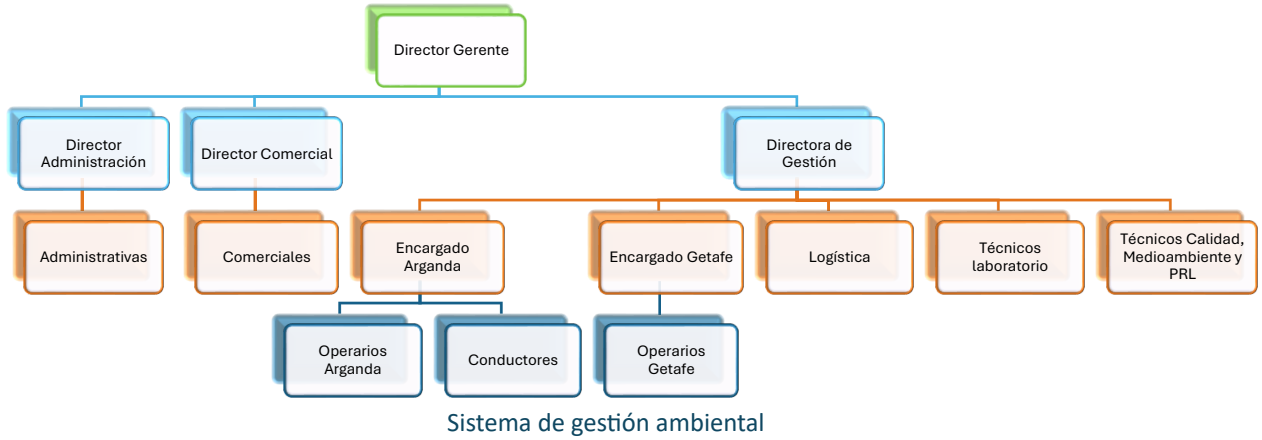 Director Gerente
Director
Administración
Director Comercial
Directora de
Gestión
Administrativas
Comerciales
Encargado
Arganda
Encargado Getafe
Logística
Técnicos
laboratorio
Técnicos Calidad,
Medioambiente y
PRL
Operarios
Arganda
Conductores
Operarios
Getafe
Sistema de gestión ambiental